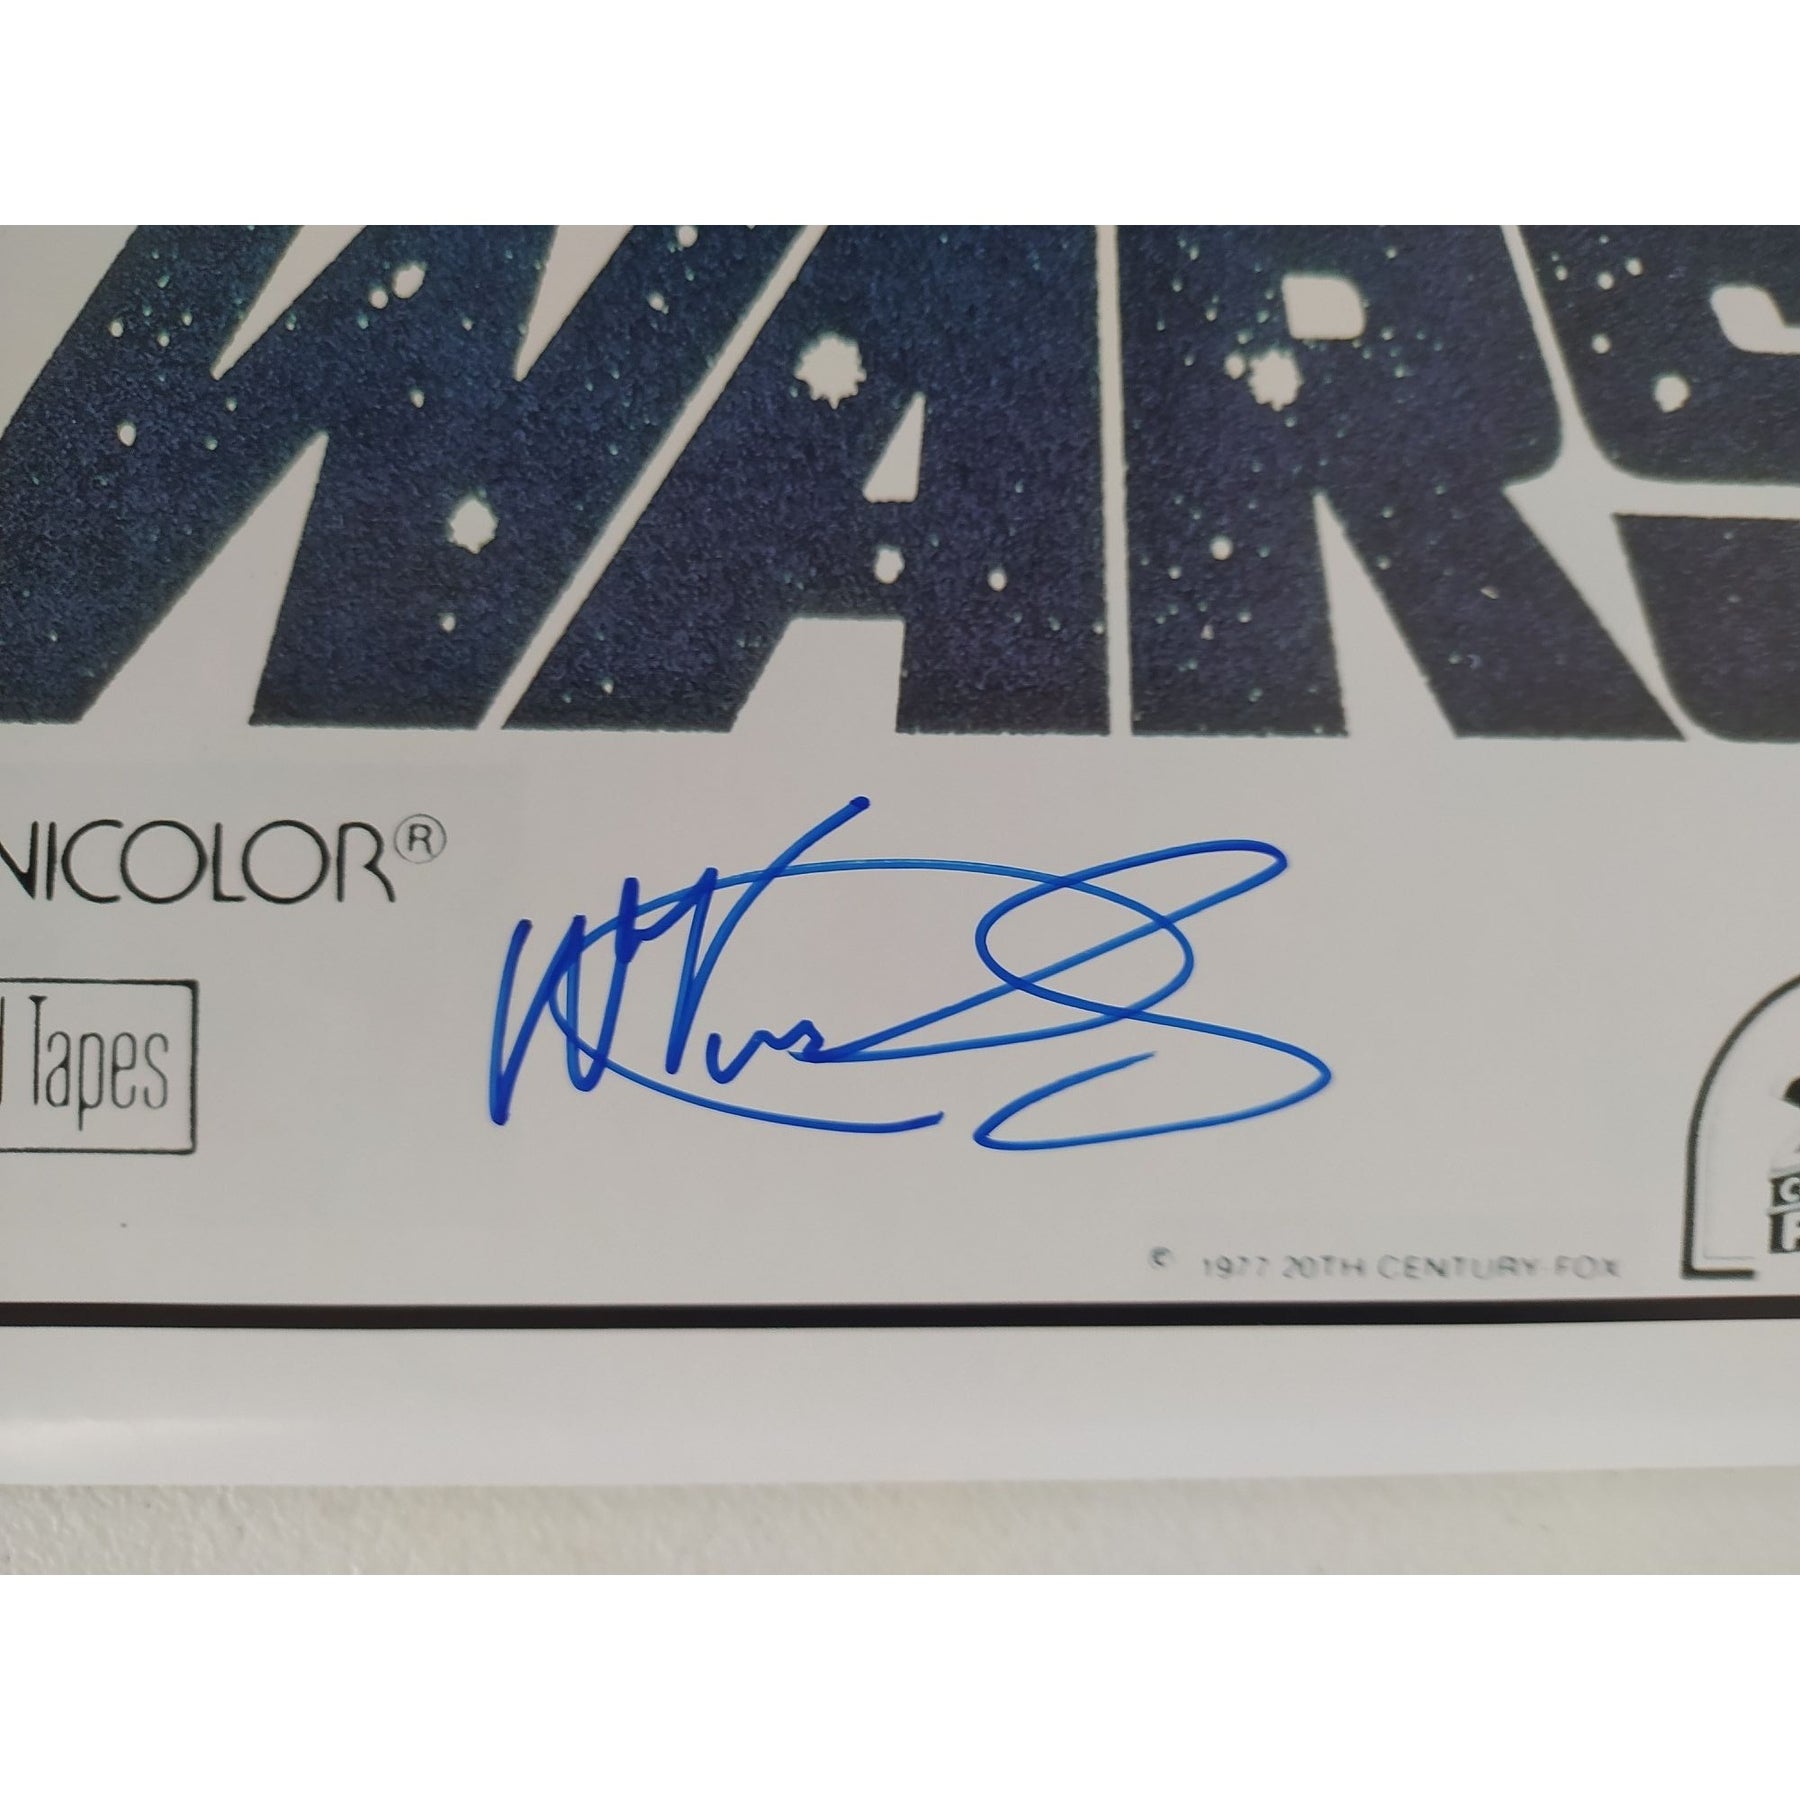 WARS
NICOLOR®
Tapes
© 1977 20TH CENTURY-FOX